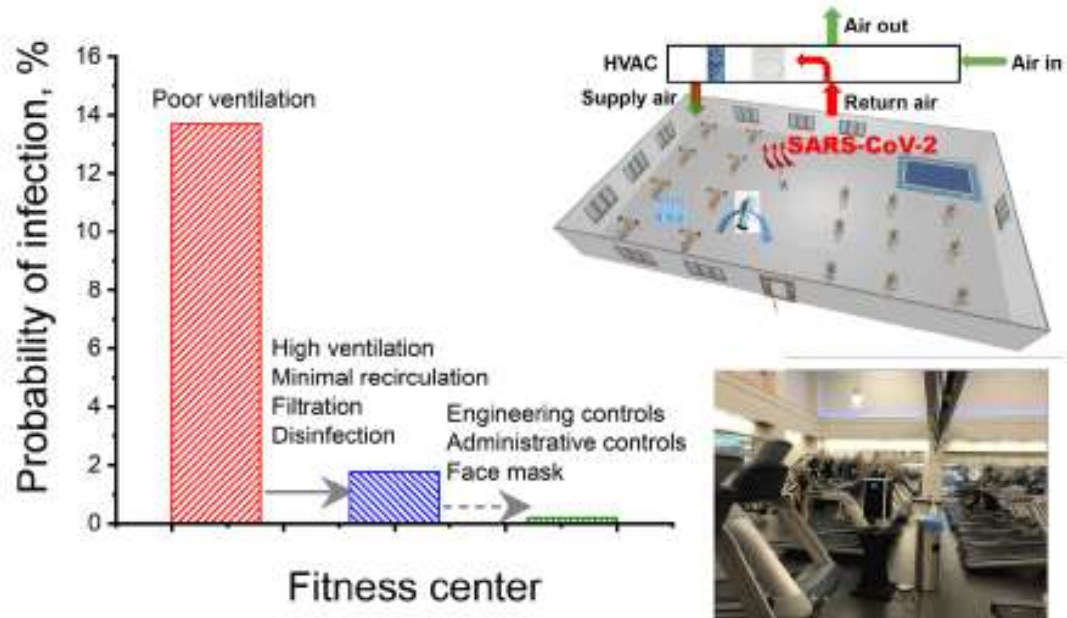 Probability of infection, %
16
14
12
10
8
6
4
2
0
Poor ventilation
High ventilation
Minimal recirculation
Filtration
Disinfection
Engineering controls
Administrative controls
Face mask
Fitness center
Air out
HVAC
Air in
Supply air
Return air
SARS-CoV-2